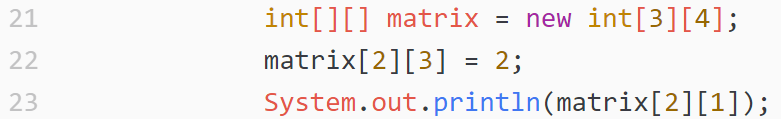 21 int[][] matrix = new int[3][4];
22 matrix[2][3] = 2;
23 System.out.println(matrix[2][1]);